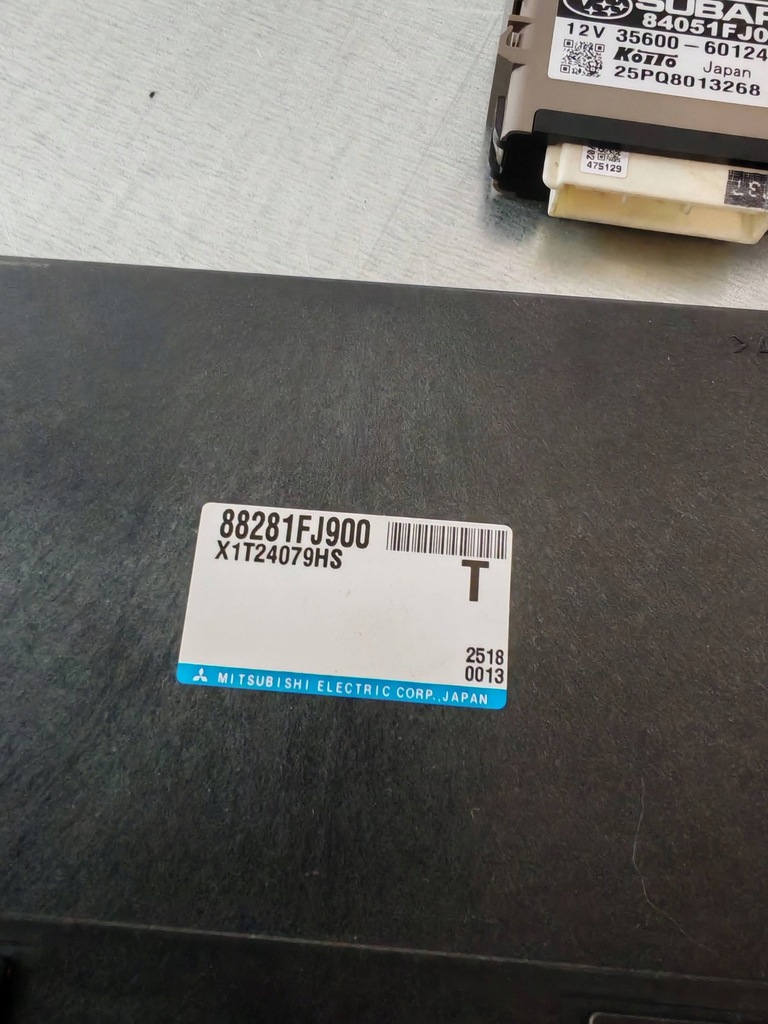 SUBAR
84051FJ0
12V 35600-60124
KOITO Japan
25PQ8013268
475129
88281FJ900
X1T24079HS
T
2518
0013
MITSUBISHI ELECTRIC CORP.,JAPAN